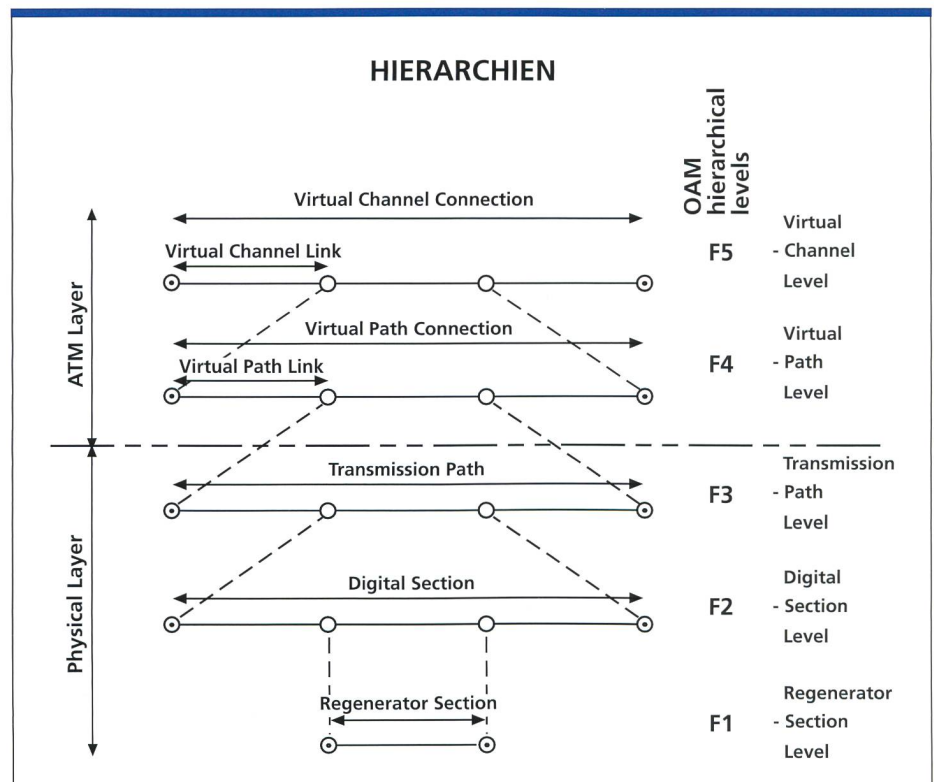 HIERARCHIEN
OAM
hierarchical
levels
Virtual Channel Connection
Virtual
Virtual Channel Link
F5
- Channel
Level
ATM Layer
Virtual Path Connection
Virtual
Virtual Path Link
F4
- Path
Level
Physical Layer
Transmission Path
Transmission
F3
- Path
Level
Digital Section
Digital
F2
- Section
Level
Regenerator Section
Regenerator
F1
- Section
Level